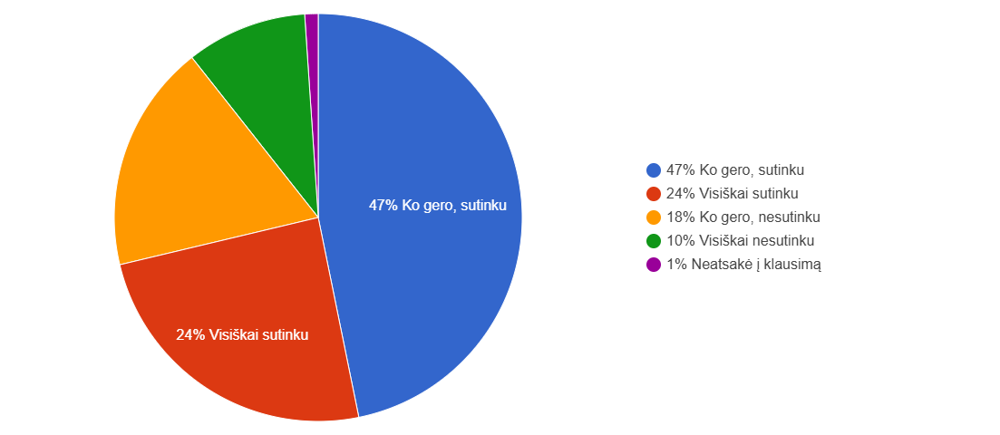 47% Ko gero, sutinku
24% Visiškai sutinku
47% Ko gero, sutinku
24% Visiškai sutinku
18% Ko gero, nesutinku
10% Visiškai nesutinku
1% Neatsakė į klausimą